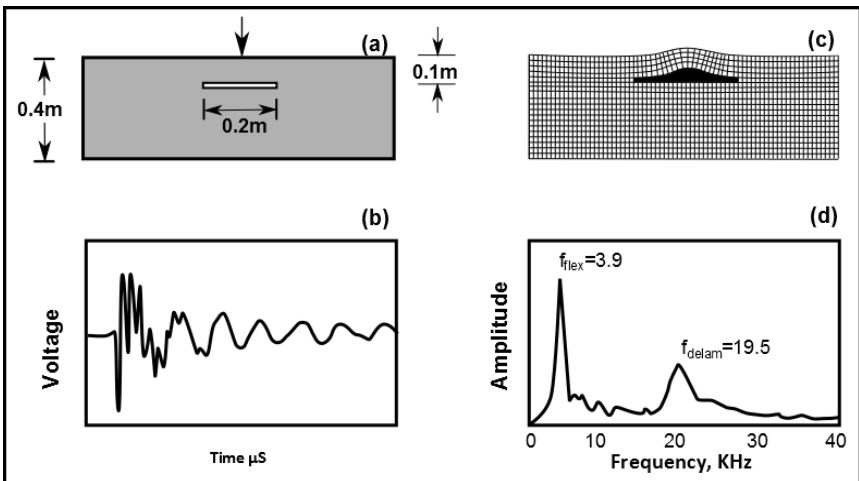 (a)
0.4m
0.2m
0.1m
(c)
(b)
Voltage
Time µS
(d)
f_flex=3.9
f_delam=19.5
Amplitude
0 10 20 30 40
Frequency, KHz